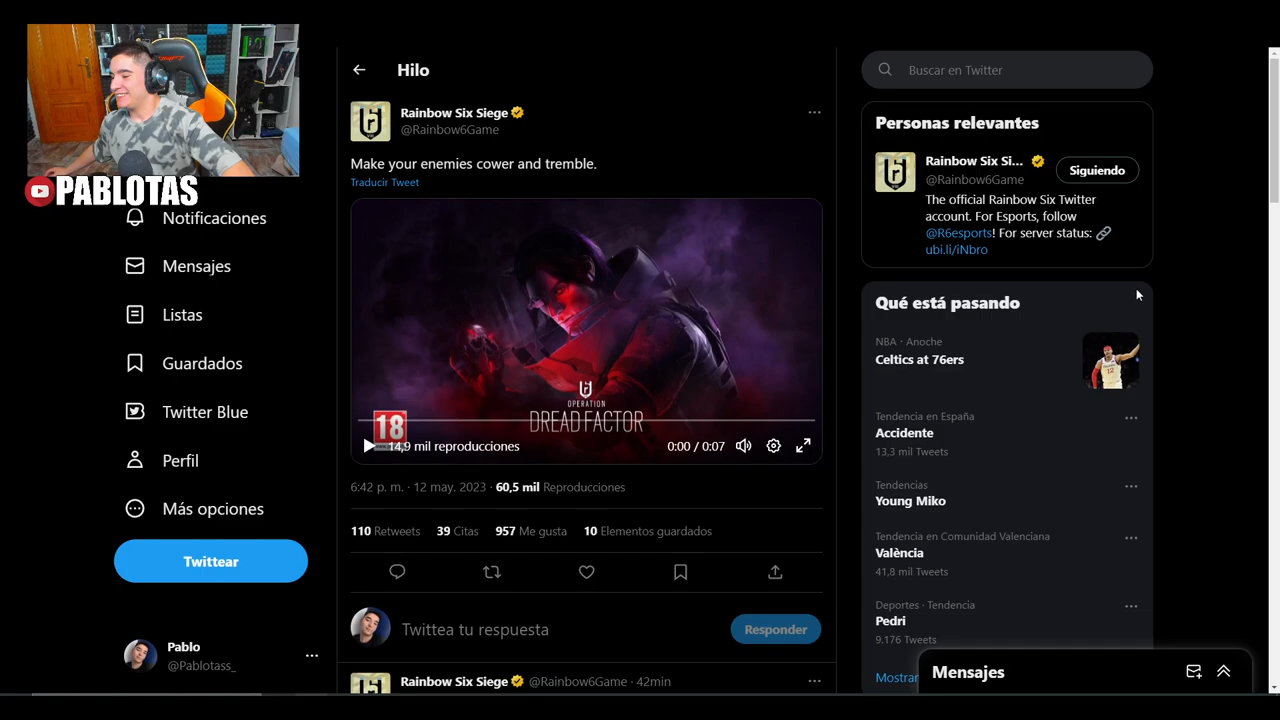 PABLOTAS
Notificaciones
Mensajes
Listas
Guardados
Twitter Blue
Perfil
Más opciones
Twittear
Pablo
@Pablotass_
Hilo
Rainbow Six Siege
@Rainbow6Game
Make your enemies cower and tremble.
Traducir Tweet
OPERATION
DREAD FACTOR
18
14,9 mil reproducciones
0:00 / 0:07
6:42 p. m. · 12 may. 2023 · 60,5 mil Reproducciones
110 Retweets 39 Citas 957 Me gusta 10 Elementos guardados
Twittea tu respuesta
Responder
Rainbow Six Siege @Rainbow6Game · 42min
Buscar en Twitter
Personas relevantes
Rainbow Six Si...
@Rainbow6Game
Siguiendo
The official Rainbow Six Twitter
account. For Esports, follow
@R6esports! For server status: 🔗
ubi.li/iNbro
Qué está pasando
NBA · Anoche
Celtics at 76ers
Tendencia en España
Accidente
13,3 mil Tweets
Tendencias
Young Miko
Tendencia en Comunidad Valenciana
València
41,8 mil Tweets
Deportes · Tendencia
Pedri
9.176 Tweets
Mostrar
Mensajes